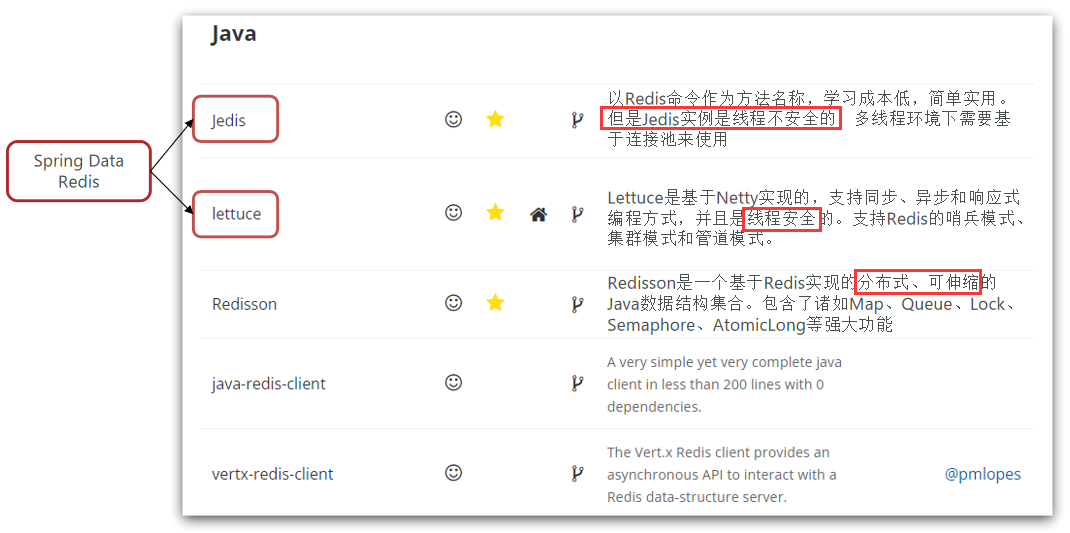 Java
Spring Data
Redis
Jedis
以Redis命令作为方法名称，学习成本低，简单实用。
但是Jedis实例是线程不安全的 多线程环境下需要基
于连接池来使用
lettuce
Lettuce是基于Netty实现的，支持同步、异步和响应式
编程方式，并且是线程安全的。支持Redis的哨兵模式、
集群模式和管道模式。
Redisson
Redisson是一个基于Redis实现的分布式、可伸缩的
Java数据结构集合。包含了诸如Map、Queue、Lock、
Semaphore、AtomicLong等强大功能
java-redis-client
A very simple yet very complete java
client in less than 200 lines with 0
dependencies.
vertx-redis-client
The Vert.x Redis client provides an
asynchronous API to interact with a
Redis data-structure server.
@pmlopes